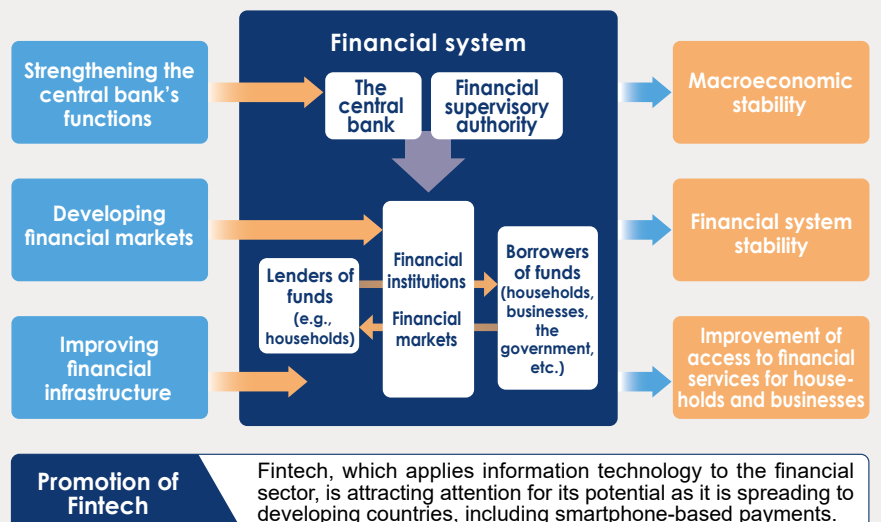 Strengthening the
central bank's
functions
Developing
financial markets
Improving
financial
infrastructure
Financial system
The
central
bank
Financial
supervisory
authority
Lenders of
funds
(e.g.,
households)
Financial
institutions
Financial
markets
Borrowers
of funds
(households,
businesses,
the
government,
etc.)
Macroeconomic
stability
Financial system
stability
Improvement of
access to financial
services for house-
holds and businesses
Promotion of
Fintech
Fintech, which applies information technology to the financial
sector, is attracting attention for its potential as it is spreading to
developing countries, including smartphone-based payments.